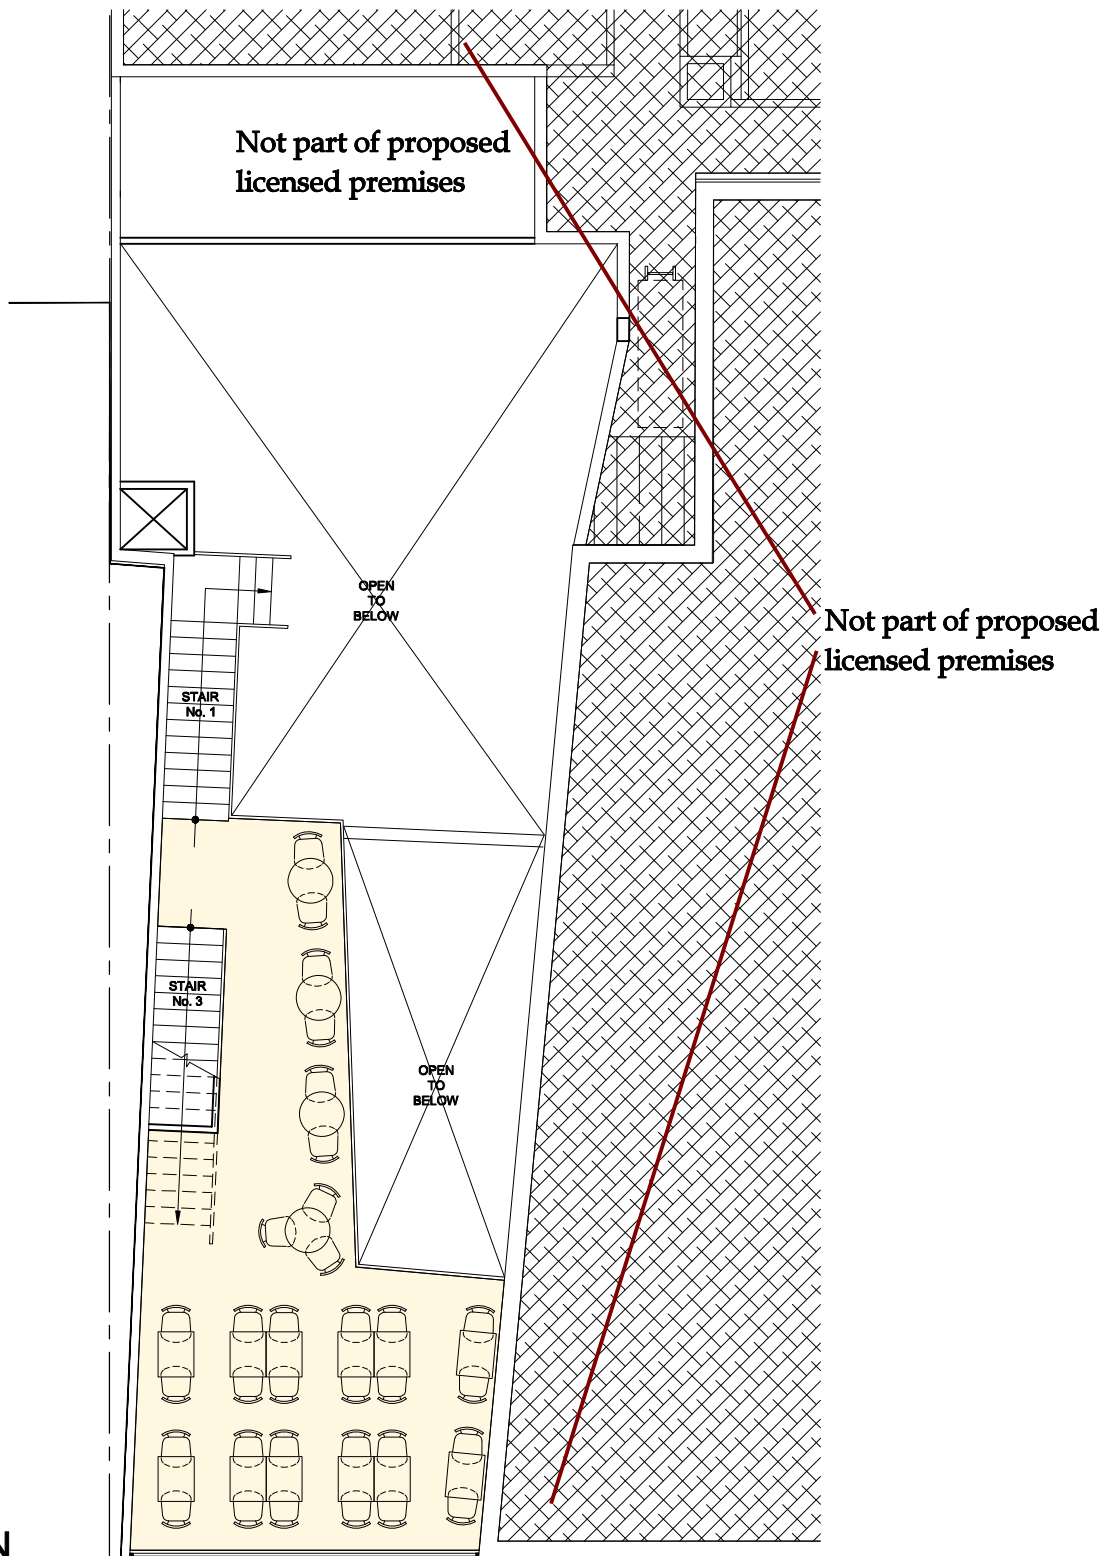 Not part of proposed
licensed premises
OPEN
TO
BELOW
Not part of proposed
licensed premises
STAIR
No. 1
STAIR
No. 3
OPEN
TO
BELOW
N